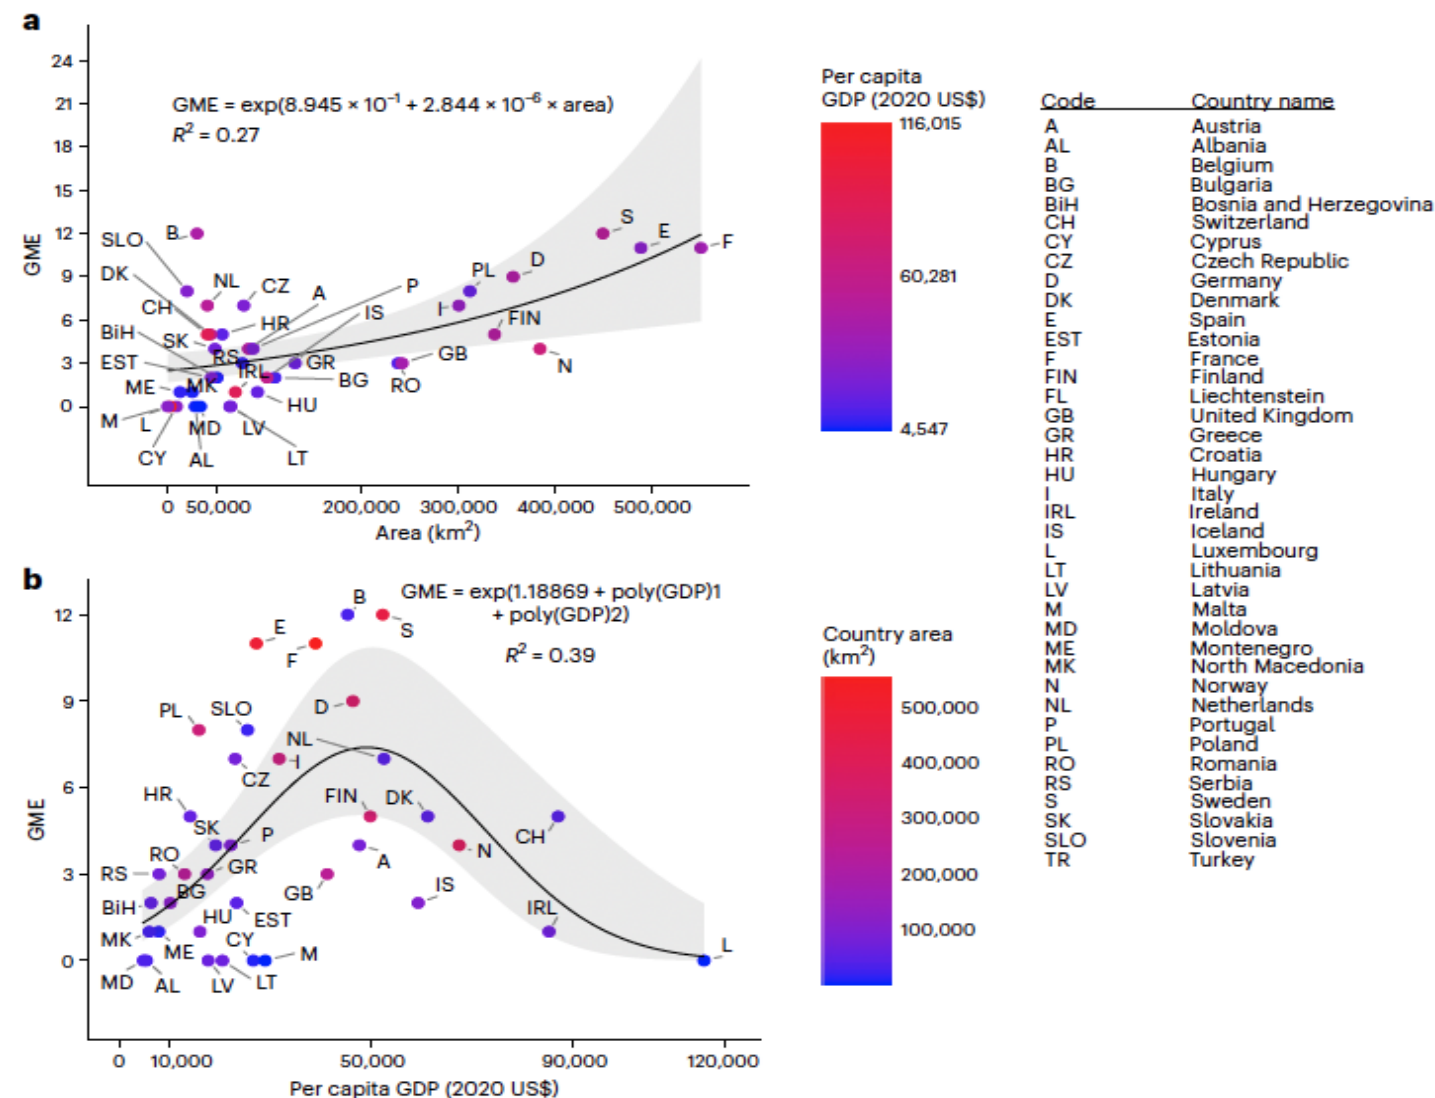 a
GME = exp(8.945 × 10⁻¹ + 2.844 × 10⁻⁶ × area)
R² = 0.27
GME
24
21
18
15
12
9
6
3
0
B
SLO
DK
NL
CZ
CH
A
P
BiH
HR
IS
SK
EST
RS
IRL
GR
ME
MK
BG
HU
M
L
MD
LV
CY
AL
LT
I
PL
D
FIN
GB
RO
N
S
E
F
0
50,000
200,000
300,000
400,000
500,000
Area (km²)
Per capita
GDP (2020 US$)
116,015
60,281
4,547
Code Country name
A Austria
AL Albania
B Belgium
BG Bulgaria
BiH Bosnia and Herzegovina
CH Switzerland
CY Cyprus
CZ Czech Republic
D Germany
DK Denmark
E Spain
EST Estonia
F France
FIN Finland
FL Liechtenstein
GB United Kingdom
GR Greece
HR Croatia
HU Hungary
I Italy
IRL Ireland
IS Iceland
L Luxembourg
LT Lithuania
LV Latvia
M Malta
MD Moldova
ME Montenegro
MK North Macedonia
N Norway
NL Netherlands
P Portugal
PL Poland
RO Romania
RS Serbia
S Sweden
SK Slovakia
SLO Slovenia
TR Turkey
b
GME = exp(1.18869 + poly(GDP)1
+ poly(GDP)2)
R² = 0.39
GME
12
9
6
3
0
B
S
E
F
D
PL
SLO
NL
I
CZ
HR
FIN
DK
SK
P
CH
RO
A
N
RS
GR
GB
IS
BG
BiH
HU
EST
IRL
MK
ME
CY
M
L
MD
AL
LV
LT
0
10,000
50,000
90,000
120,000
Per capita GDP (2020 US$)
Country area
(km²)
500,000
400,000
300,000
200,000
100,000